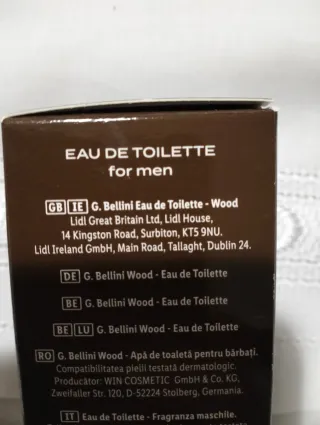 EAU DE TOILETTE
for men
GB IE G. Bellini Eau de Toilette - Wood
Lidl Great Britain Ltd, Lidl House,
14 Kingston Road, Surbiton, KT5 9NU.
Lidl Ireland GmbH, Main Road, Tallaght, Dublin 24.
DE G. Bellini Wood - Eau de Toilette
BE G. Bellini Wood - Eau de Toilette
BE LU G. Bellini Wood - Eau de Toilette
RO G. Bellini Wood - Apă de toaletă pentru bărbați.
Compatibilitatea pielii testată dermatologic.
Producător: WIN COSMETIC GmbH & Co. KG,
Zweifaller Str. 120, D-52224 Stolberg, Germania.
IT Eau de Toilette - Fragranza maschile.